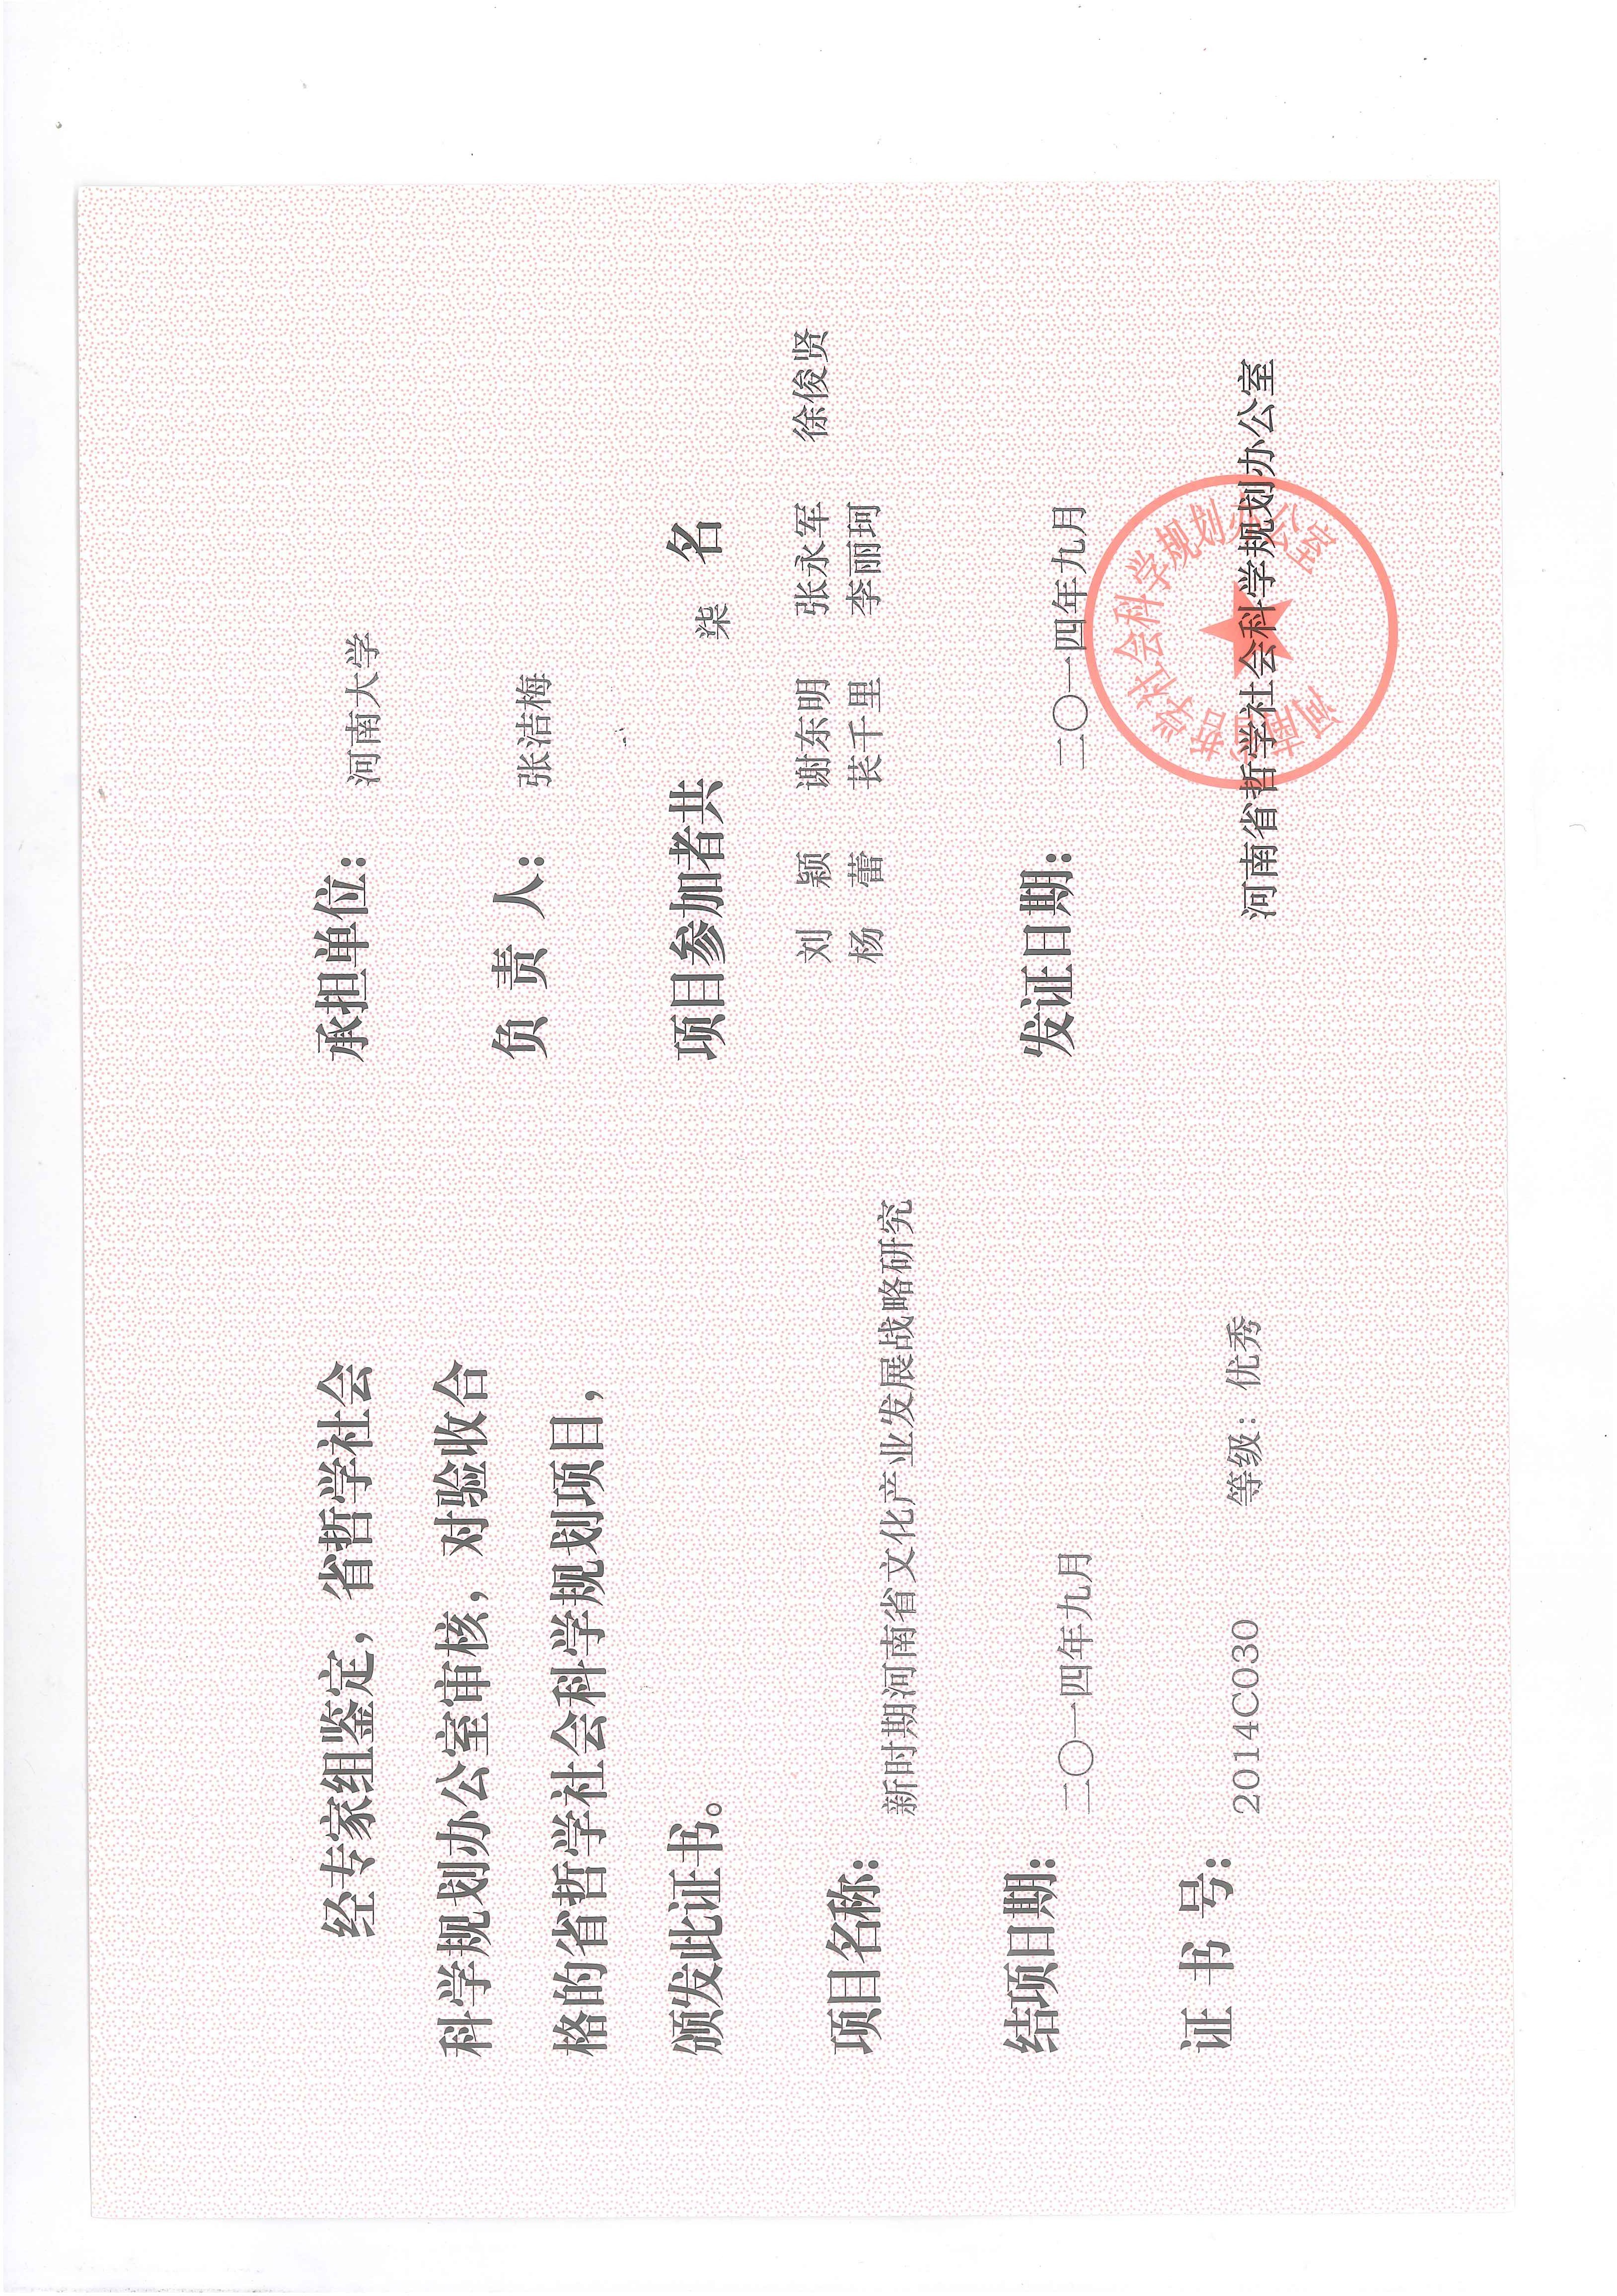 经专家组鉴定，省哲学社会
科学规划办公室审核，对验收合
格的省哲学社会科学规划项目，
颁发此证书。
项目名称：
新时期河南省文化产业发展战略研究
结项日期：
二〇一四年九月
证 书 号：
2014C030 等级：优秀
承担单位：
河南大学
负 责 人：
张洁梅
项目参加者共 柒 名
刘 颖 谢东明 张永军 徐俊贤
杨 蕾 苌千里 李丽珂
发证日期：
二〇一四年九月
河南省哲学社会科学规划办公室
河南省哲学社会科学规划办公室